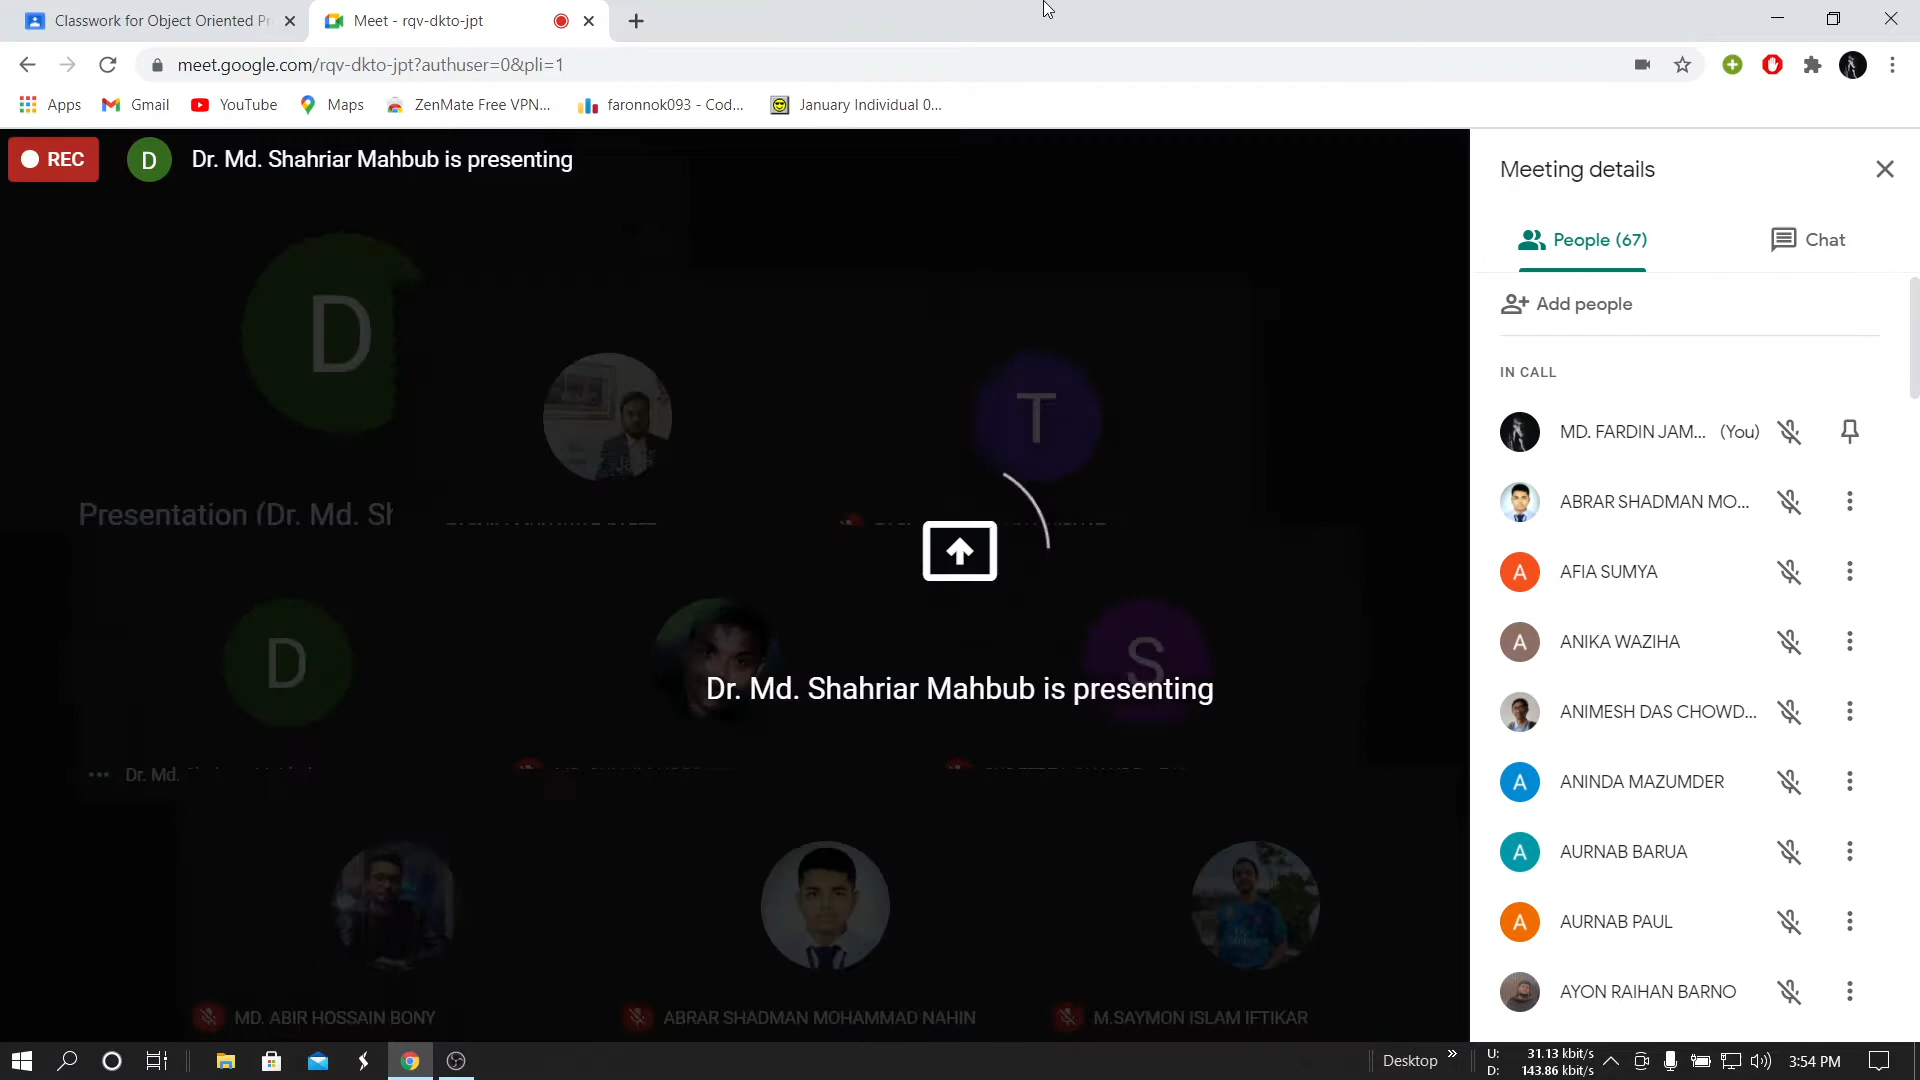 Classwork for Object Oriented Pr
Meet - rqv-dkto-jpt
meet.google.com/rqv-dkto-jpt?authuser=0&pli=1
Apps
Gmail
YouTube
Maps
ZenMate Free VPN...
faronnok093 - Cod...
January Individual 0...
REC
D
Dr. Md. Shahriar Mahbub is presenting
D
T
Presentation (Dr. Md. Sh
D
S
Dr. Md. Shahriar Mahbub is presenting
Dr. Md.
MD. ABIR HOSSAIN BONY
ABRAR SHADMAN MOHAMMAD NAHIN
M.SAYMON ISLAM IFTIKAR
Meeting details
People (67)
Chat
Add people
IN CALL
MD. FARDIN JAM... (You)
ABRAR SHADMAN MO...
A AFIA SUMYA
A ANIKA WAZIHA
ANIMESH DAS CHOWD...
A ANINDA MAZUMDER
A AURNAB BARUA
A AURNAB PAUL
AYON RAIHAN BARNO
Desktop
U: 31.13 kbit/s
D: 143.86 kbit/s
3:54 PM